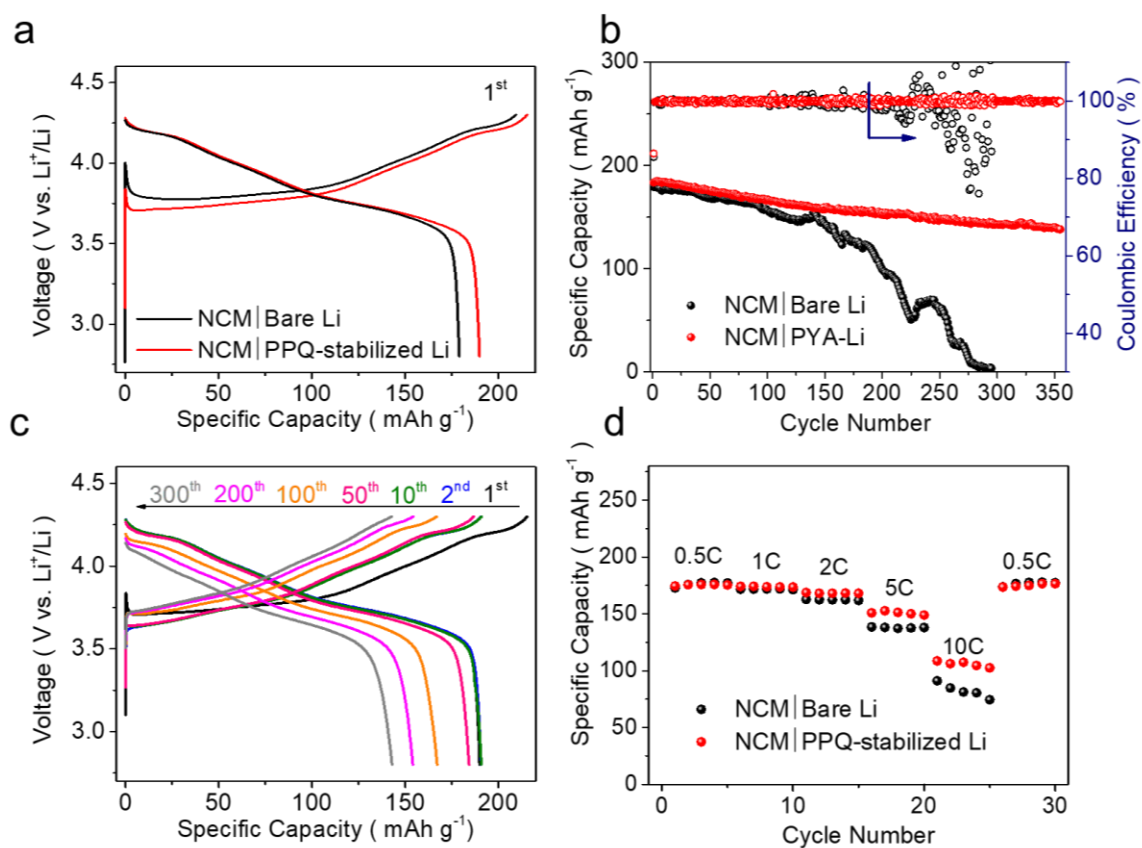 a
4.5
4.0
3.5
3.0
Voltage ( V vs. Li⁺/Li)
1ˢᵗ
NCM|Bare Li
NCM|PPQ-stabilized Li
0 50 100 150 200
Specific Capacity ( mAh g⁻¹)
b
300
200
100
0
Specific Capacity ( mAh g⁻¹)
100
80
60
40
Coulombic Efficiency ( %)
NCM|Bare Li
NCM|PYA-Li
0 50 100 150 200 250 300 350
Cycle Number
c
4.5
4.0
3.5
3.0
Voltage ( V vs. Li⁺/Li)
300ᵗʰ 200ᵗʰ 100ᵗʰ 50ᵗʰ 10ᵗʰ 2ⁿᵈ 1ˢᵗ
0 50 100 150 200
Specific Capacity ( mAh g⁻¹)
d
250
200
150
100
50
0
Specific Capacity ( mAh g⁻¹)
0.5C 1C 2C 5C 10C 0.5C
NCM|Bare Li
NCM|PPQ-stabilized Li
0 10 20 30
Cycle Number